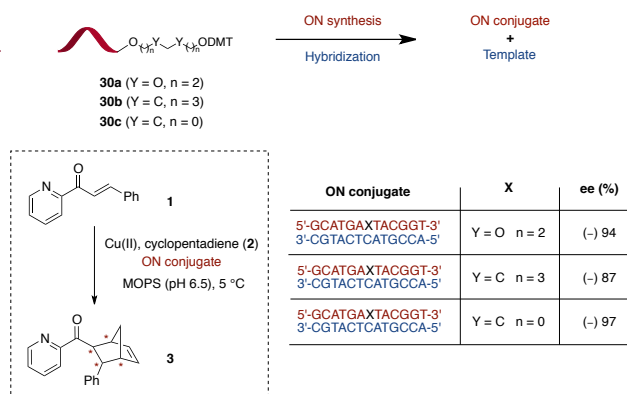 ON synthesis
Hybridization
ON conjugate
+
Template
O()nY Y()nODMT
30a (Y = O, n = 2)
30b (Y = C, n = 3)
30c (Y = C, n = 0)
N
O
Ph
1
Cu(II), cyclopentadiene (2)
ON conjugate
MOPS (pH 6.5), 5 °C
N
O
*
*
*
*
Ph
3
ON conjugate X ee (%)
5'-GCATGAXTACGGT-3'
3'-CGTACTCATGCCA-5'
Y = O n = 2 (−) 94
5'-GCATGAXTACGGT-3'
3'-CGTACTCATGCCA-5'
Y = C n = 3 (−) 87
5'-GCATGAXTACGGT-3'
3'-CGTACTCATGCCA-5'
Y = C n = 0 (−) 97